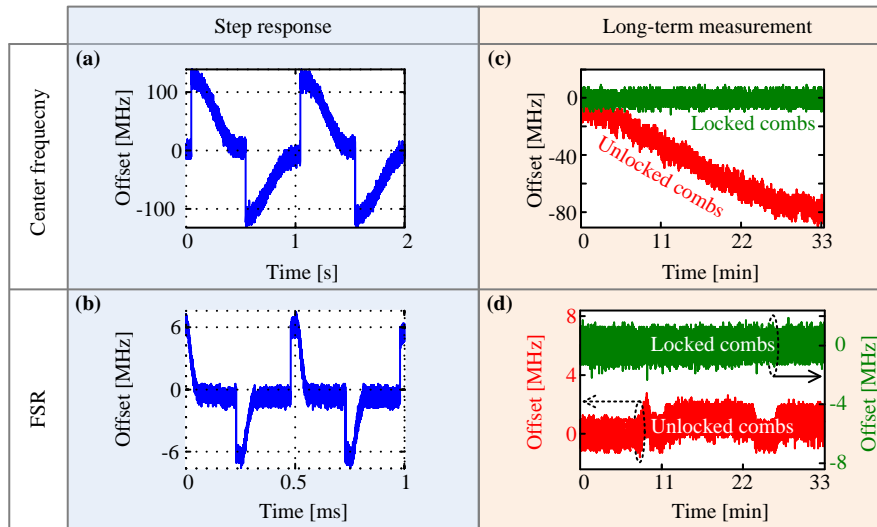 Step response
Long-term measurement
Center frequecny
(a)
Offset [MHz]
100
0
-100
0
1
2
Time [s]
(c)
Offset [MHz]
0
-40
-80
Locked combs
Unlocked combs
0
11
22
33
Time [min]
FSR
(b)
Offset [MHz]
6
0
-6
0
0.5
1
Time [ms]
(d)
Offset [MHz]
8
4
0
Locked combs
Unlocked combs
0
-4
-8
Offset [MHz]
0
11
22
33
Time [min]